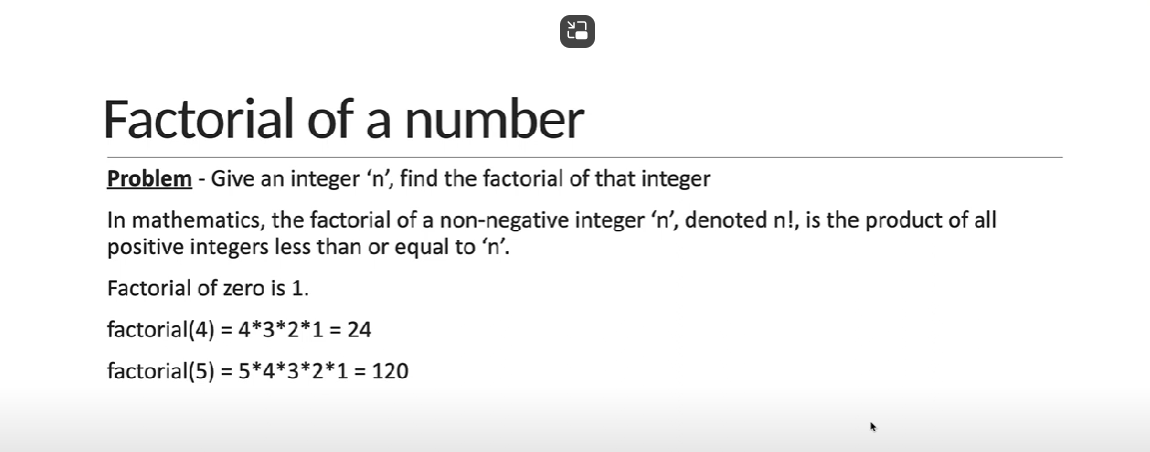 Factorial of a number
Problem - Give an integer ‘n’, find the factorial of that integer
In mathematics, the factorial of a non-negative integer ‘n’, denoted n!, is the product of all
positive integers less than or equal to ‘n’.
Factorial of zero is 1.
factorial(4) = 4*3*2*1 = 24
factorial(5) = 5*4*3*2*1 = 120